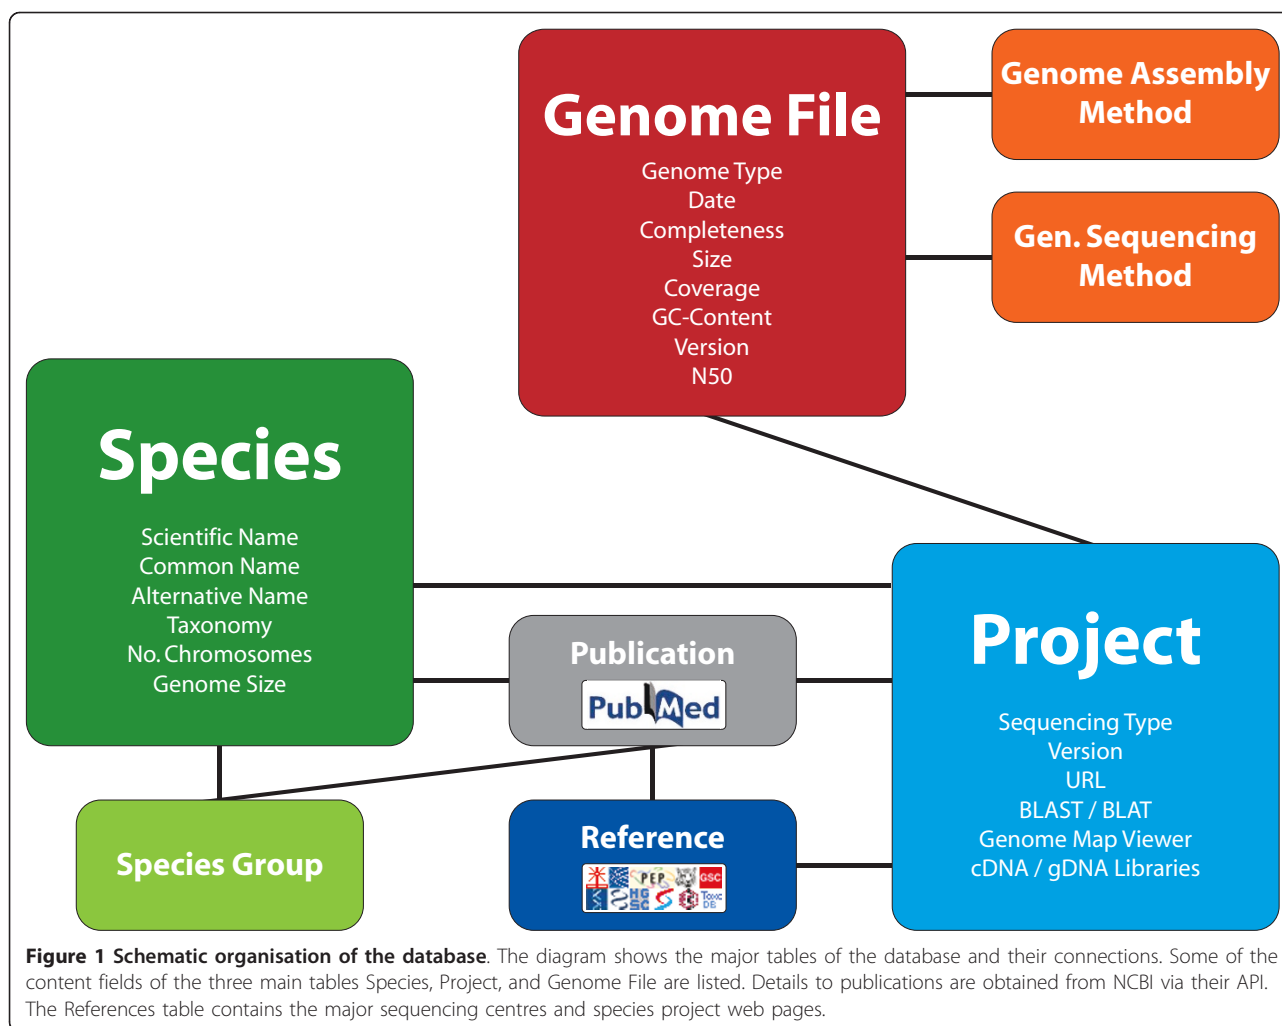 Genome File
Genome Type
Date
Completeness
Size
Coverage
GC-Content
Version
N50
Genome Assembly
Method
Gen. Sequencing
Method
Species
Scientific Name
Common Name
Alternative Name
Taxonomy
No. Chromosomes
Genome Size
Publication
PubMed
Project
Sequencing Type
Version
URL
BLAST / BLAT
Genome Map Viewer
cDNA / gDNA Libraries
Species Group
Reference
PEP
GSC
HG
SC
Toxo
DB
Figure 1 Schematic organisation of the database. The diagram shows the major tables of the database and their connections. Some of the
content fields of the three main tables Species, Project, and Genome File are listed. Details to publications are obtained from NCBI via their API.
The References table contains the major sequencing centres and species project web pages.